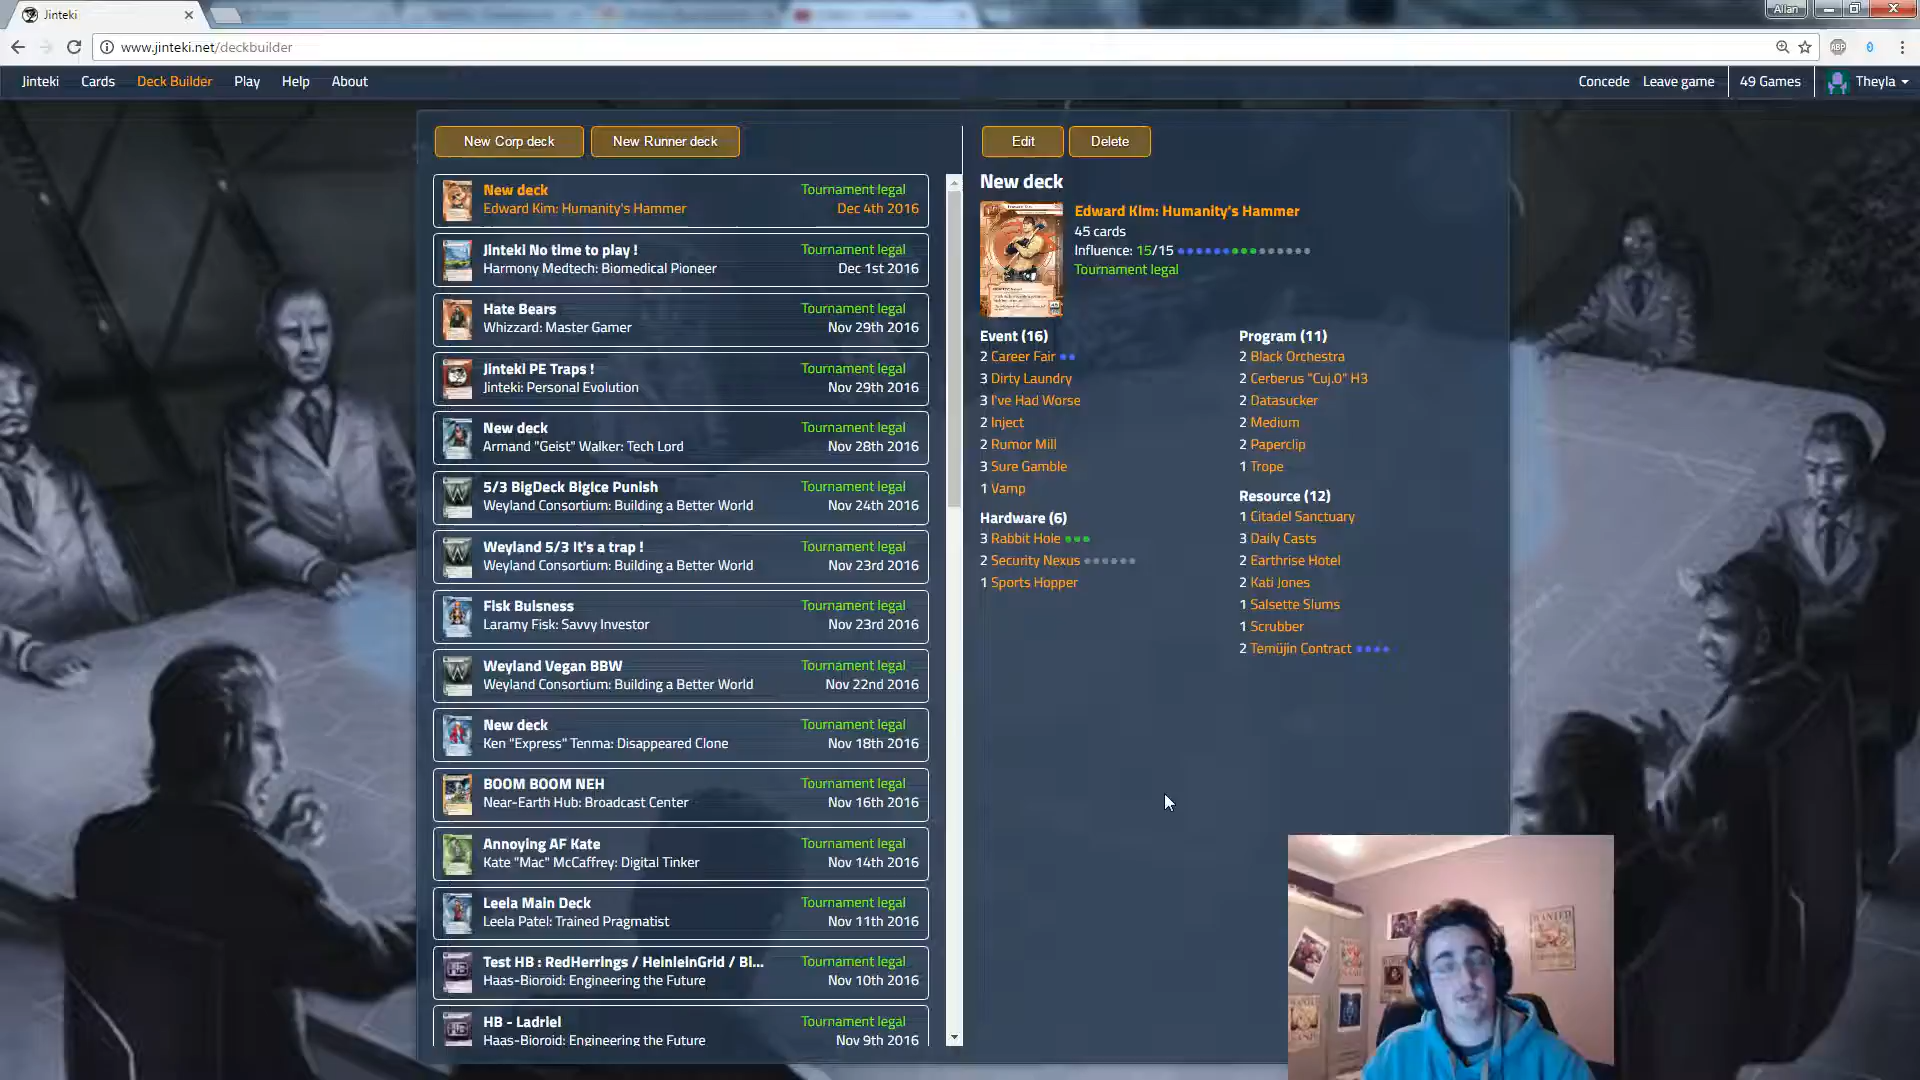 Jinteki
Allan
www.jinteki.net/deckbuilder
ABP
Jinteki Cards Deck Builder Play Help About
Concede Leave game 49 Games Theyla
New Corp deck New Runner deck
New deck Tournament legal
Edward Kim: Humanity's Hammer Dec 4th 2016
Jinteki No time to play ! Tournament legal
Harmony Medtech: Biomedical Pioneer Dec 1st 2016
Hate Bears Tournament legal
Whizzard: Master Gamer Nov 29th 2016
Jinteki PE Traps ! Tournament legal
Jinteki: Personal Evolution Nov 29th 2016
New deck Tournament legal
Armand "Geist" Walker: Tech Lord Nov 28th 2016
5/3 BigDeck BigIce Punish Tournament legal
Weyland Consortium: Building a Better World Nov 24th 2016
Weyland 5/3 It's a trap ! Tournament legal
Weyland Consortium: Building a Better World Nov 23rd 2016
Fisk Buisness Tournament legal
Laramy Fisk: Savvy Investor Nov 23rd 2016
Weyland Vegan BBW Tournament legal
Weyland Consortium: Building a Better World Nov 22nd 2016
New deck Tournament legal
Ken "Express" Tenma: Disappeared Clone Nov 18th 2016
BOOM BOOM NEH Tournament legal
Near-Earth Hub: Broadcast Center Nov 16th 2016
Annoying AF Kate Tournament legal
Kate "Mac" McCaffrey: Digital Tinker Nov 14th 2016
Leela Main Deck Tournament legal
Leela Patel: Trained Pragmatist Nov 11th 2016
Test HB : RedHerrings / HeinleinGrid / Bl... Tournament legal
Haas-Bioroid: Engineering the Future Nov 10th 2016
HB - Ladriel Tournament legal
Haas-Bioroid: Engineering the Future Nov 9th 2016
Edit Delete
New deck
Edward Kim: Humanity's Hammer
45 cards
Influence: 15/15
Tournament legal
Event (16)
2 Career Fair
3 Dirty Laundry
3 I've Had Worse
2 Inject
2 Rumor Mill
3 Sure Gamble
1 Vamp
Hardware (6)
3 Rabbit Hole
2 Security Nexus
1 Sports Hopper
Program (11)
2 Black Orchestra
2 Cerberus "Cuj.0" H3
2 Datasucker
2 Medium
2 Paperclip
1 Trope
Resource (12)
1 Citadel Sanctuary
3 Daily Casts
2 Earthrise Hotel
2 Kati Jones
1 Salsette Slums
1 Scrubber
2 Temüjin Contract
WANTED